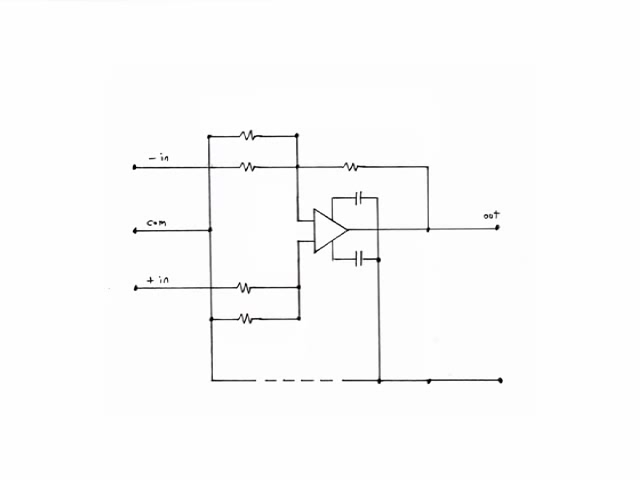 - in
com
out
+ in